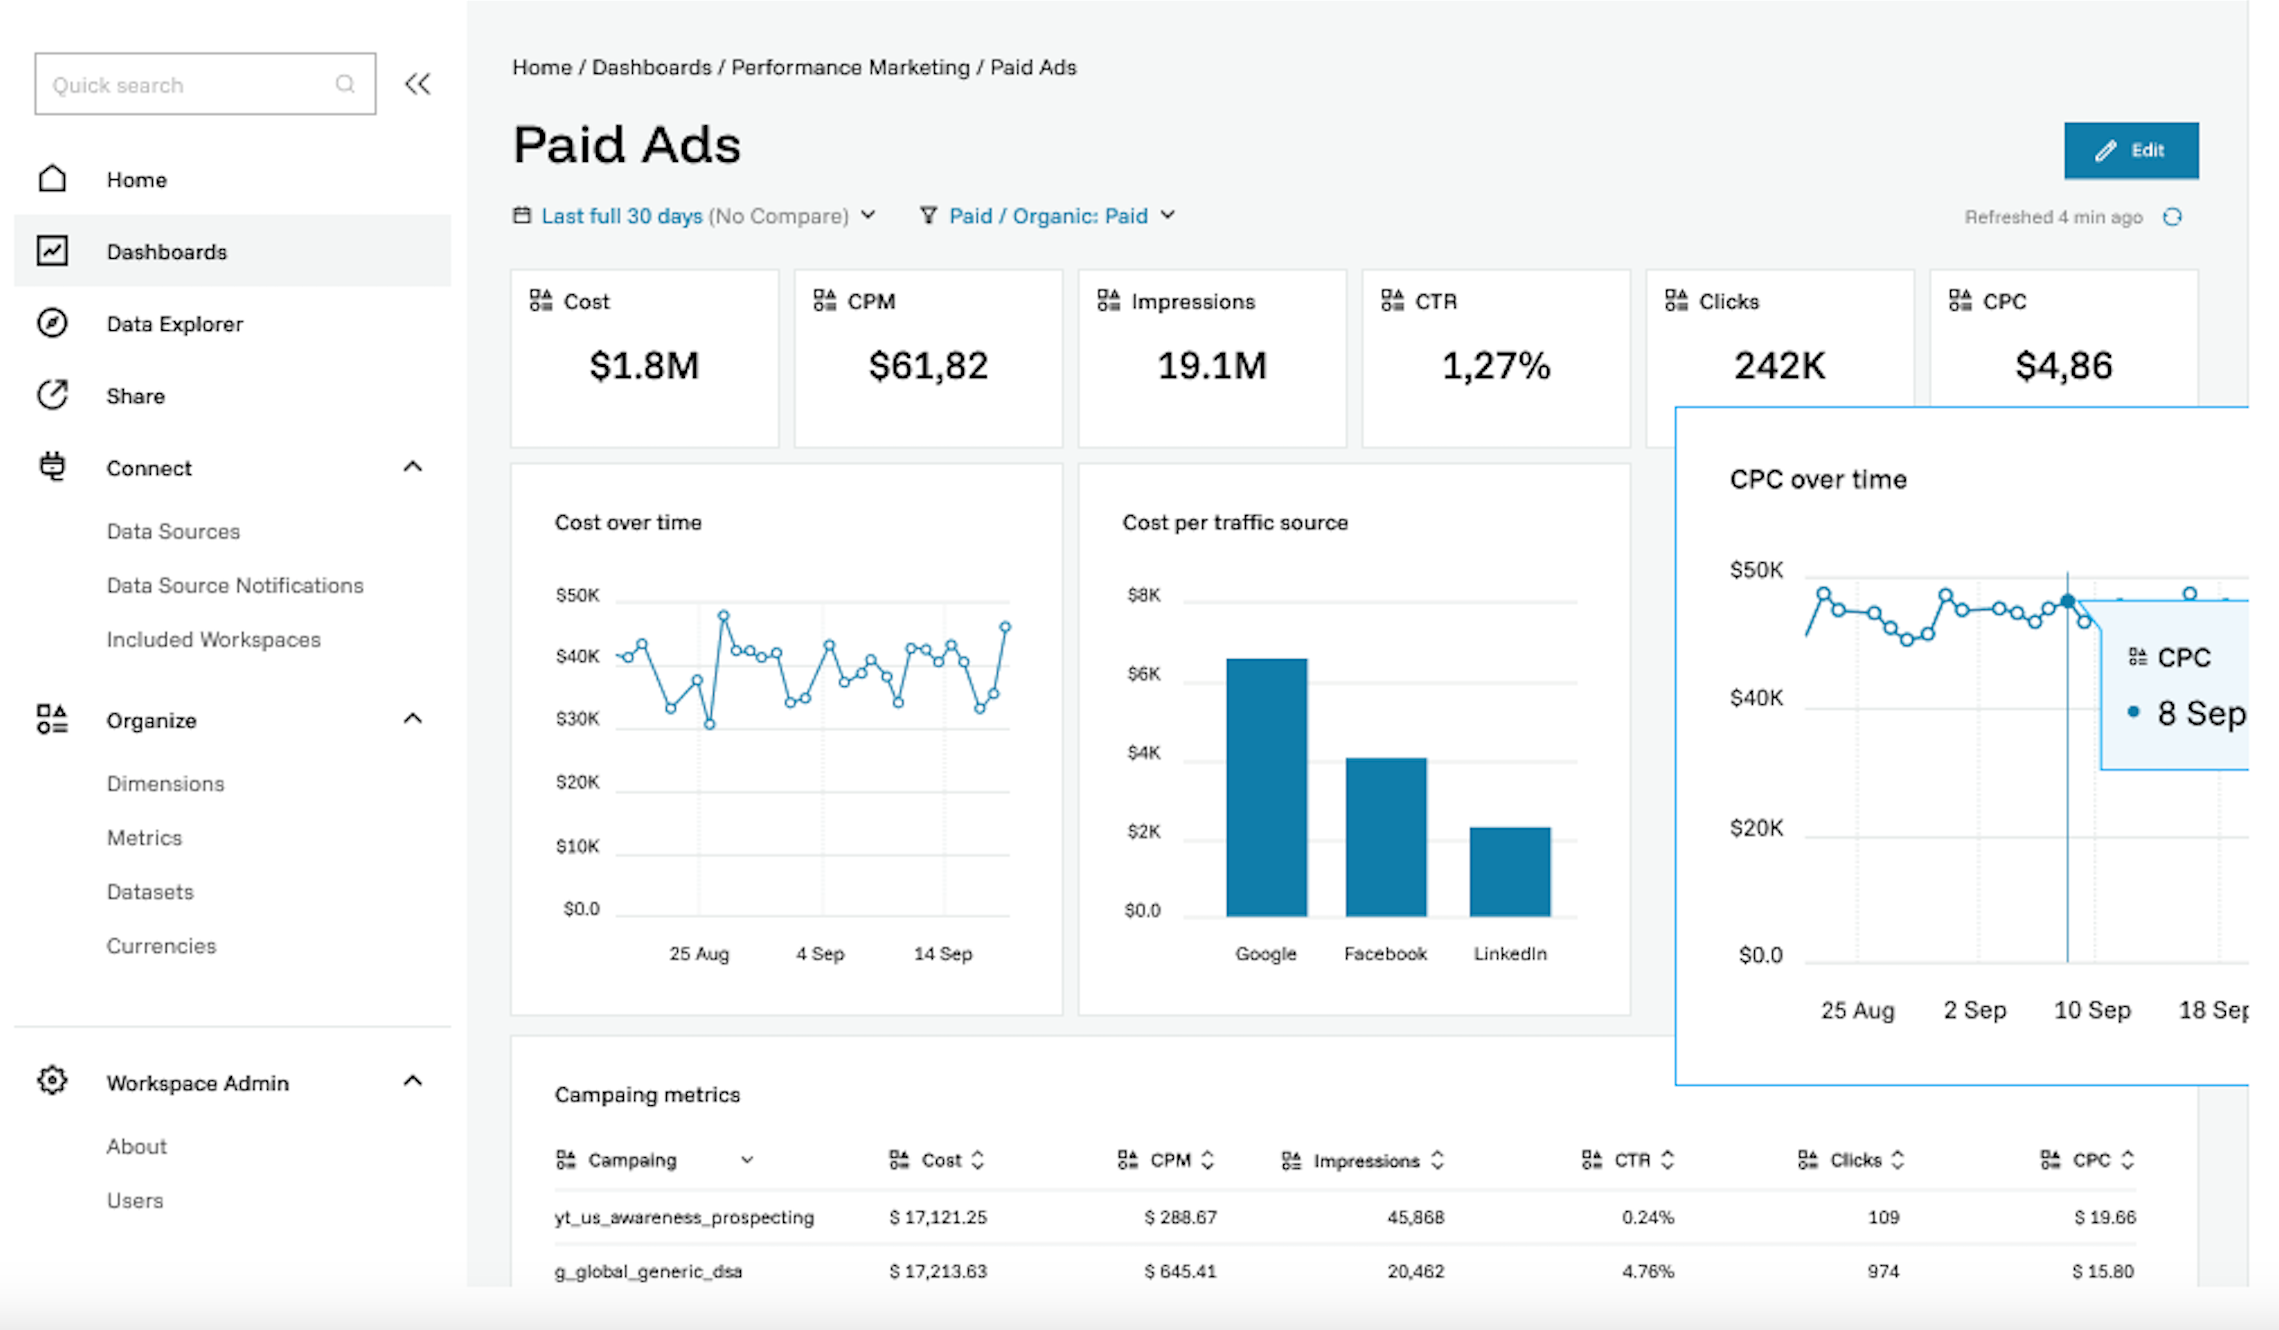 Quick search
Home
Dashboards
Data Explorer
Share
Connect
Data Sources
Data Source Notifications
Included Workspaces
Organize
Dimensions
Metrics
Datasets
Currencies
Workspace Admin
About
Users
Home / Dashboards / Performance Marketing / Paid Ads
Paid Ads
Edit
Last full 30 days (No Compare) Paid / Organic: Paid
Refreshed 4 min ago
Cost
$1.8M
CPM
$61,82
Impressions
19.1M
CTR
1,27%
Clicks
242K
CPC
$4,86
Cost over time
$50K
$40K
$30K
$20K
$10K
$0.0
25 Aug 4 Sep 14 Sep
Cost per traffic source
$8K
$6K
$4K
$2K
$0.0
Google Facebook LinkedIn
CPC over time
$50K
$40K
$20K
$0.0
25 Aug 2 Sep 10 Sep 18 Sep
CPC
8 Sep
Campaing metrics
Campaing Cost CPM Impressions CTR Clicks CPC
yt_us_awareness_prospecting $ 17,121.25 $ 288.67 45,868 0.24% 109 $ 19.66
g_global_generic_dsa $ 17,213.63 $ 645.41 20,462 4.76% 974 $ 15.80